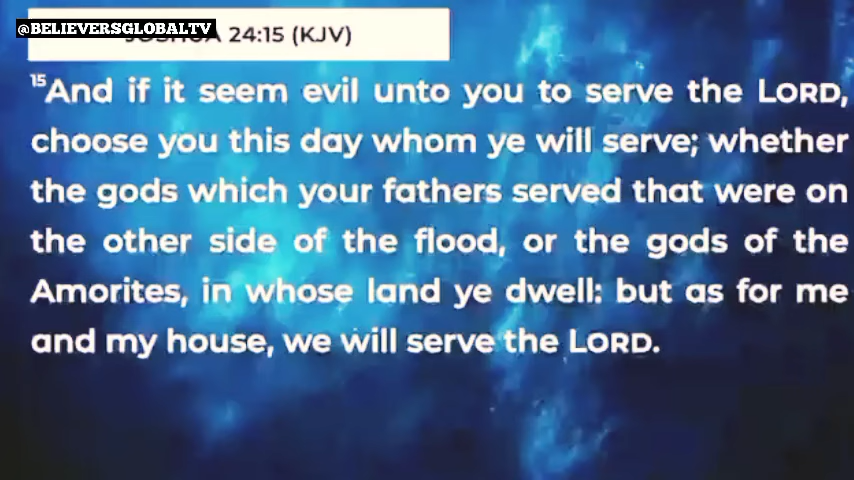 @BELIEVERSGLOBALTV
JOSHUA 24:15 (KJV)
15And if it seem evil unto you to serve the LORD,
choose you this day whom ye will serve; whether
the gods which your fathers served that were on
the other side of the flood, or the gods of the
Amorites, in whose land ye dwell: but as for me
and my house, we will serve the LORD.